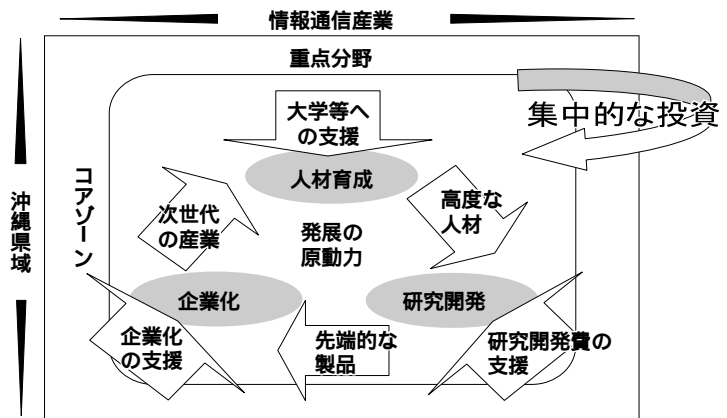 情報通信産業
重点分野
集中的な投資
大学等へ
の支援
人材育成
高度な
人材
次世代
の産業
発展の
原動力
コアゾーン
沖縄県域
企業化
研究開発
企業化
の支援
先端的な
製品
研究開発費の
支援